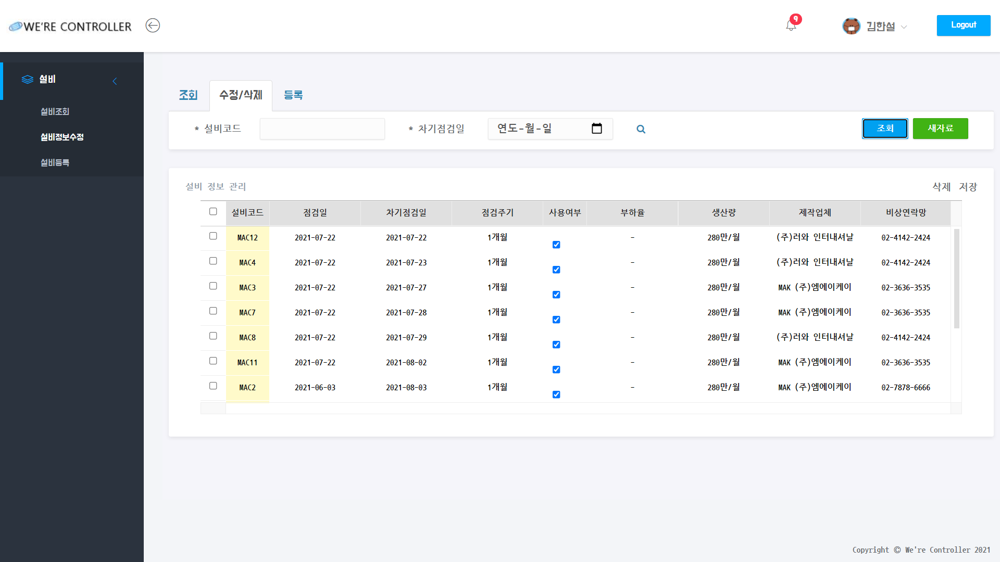 WE'RE CONTROLLER
9
김한설
Logout
설비
설비조회
설비정보수정
설비등록
조회 수정/삭제 등록
* 설비코드 * 차기점검일 연도-월-일 조회 새자료
설비 정보 관리 삭제 저장
설비코드 점검일 차기점검일 점검주기 사용여부 부하율 생산량 제작업체 비상연락망
MAC12 2021-07-22 2021-07-22 1개월 - 280만/월 (주)러와 인터내셔날 02-4142-2424
MAC4 2021-07-22 2021-07-23 1개월 - 280만/월 (주)러와 인터내셔날 02-4142-2424
MAC3 2021-07-22 2021-07-27 1개월 - 280만/월 MAK (주)엠에이케이 02-3636-3535
MAC7 2021-07-22 2021-07-28 1개월 - 280만/월 MAK (주)엠에이케이 02-3636-3535
MAC8 2021-07-22 2021-07-29 1개월 - 280만/월 (주)러와 인터내셔날 02-4142-2424
MAC11 2021-07-22 2021-08-02 1개월 - 280만/월 MAK (주)엠에이케이 02-3636-3535
MAC2 2021-06-03 2021-08-03 1개월 - 280만/월 MAK (주)엠에이케이 02-7878-6666
Copyright © We're Controller 2021